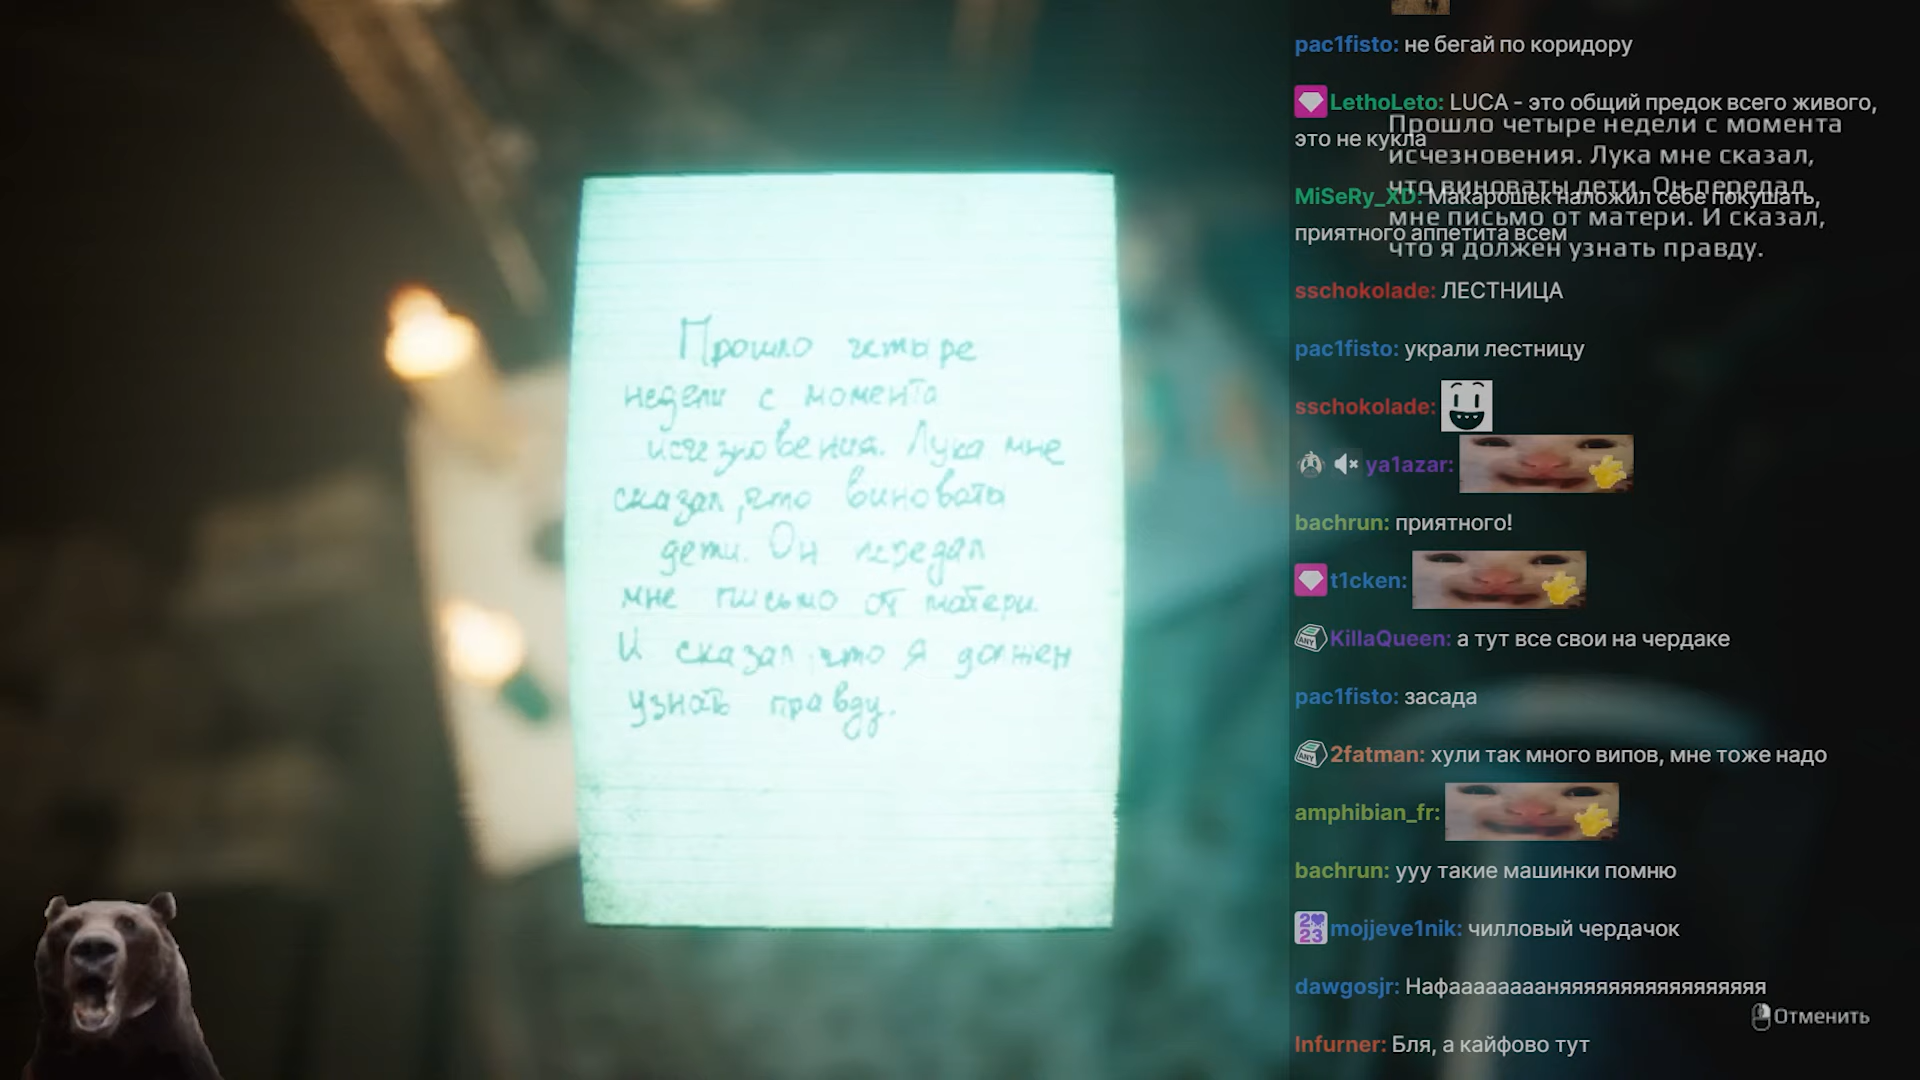 Прошло четыре
недели с момента
исчезновения. Лука мне
сказал, что виноваты
дети. Он передал
мне письмо от матери.
И сказал, что я должен
узнать правду.
pac1fisto: не бегай по коридору
LethoLeto: LUCA - это общий предок всего живого,
это не кукла
MiSeRy_XD: Макарошек наложил себе покушать,
приятного аппетита всем
sschokolade: ЛЕСТНИЦА
pac1fisto: украли лестницу
sschokolade:
ya1azar:
bachrun: приятного!
t1cken:
ANY KillaQueen: а тут все свои на чердаке
pac1fisto: засада
ANY 2fatman: хули так много випов, мне тоже надо
amphibian_fr:
bachrun: ууу такие машинки помню
2023 mojjeve1nik: чилловый чердачок
dawgosjr: Нафааааааааняяяяяяяяяяяяяяяяя
Infurner: Бля, а кайфово тут
Прошло четыре недели с момента
исчезновения. Лука мне сказал,
что виноваты дети. Он передал
мне письмо от матери. И сказал,
что я должен узнать правду.
Отменить